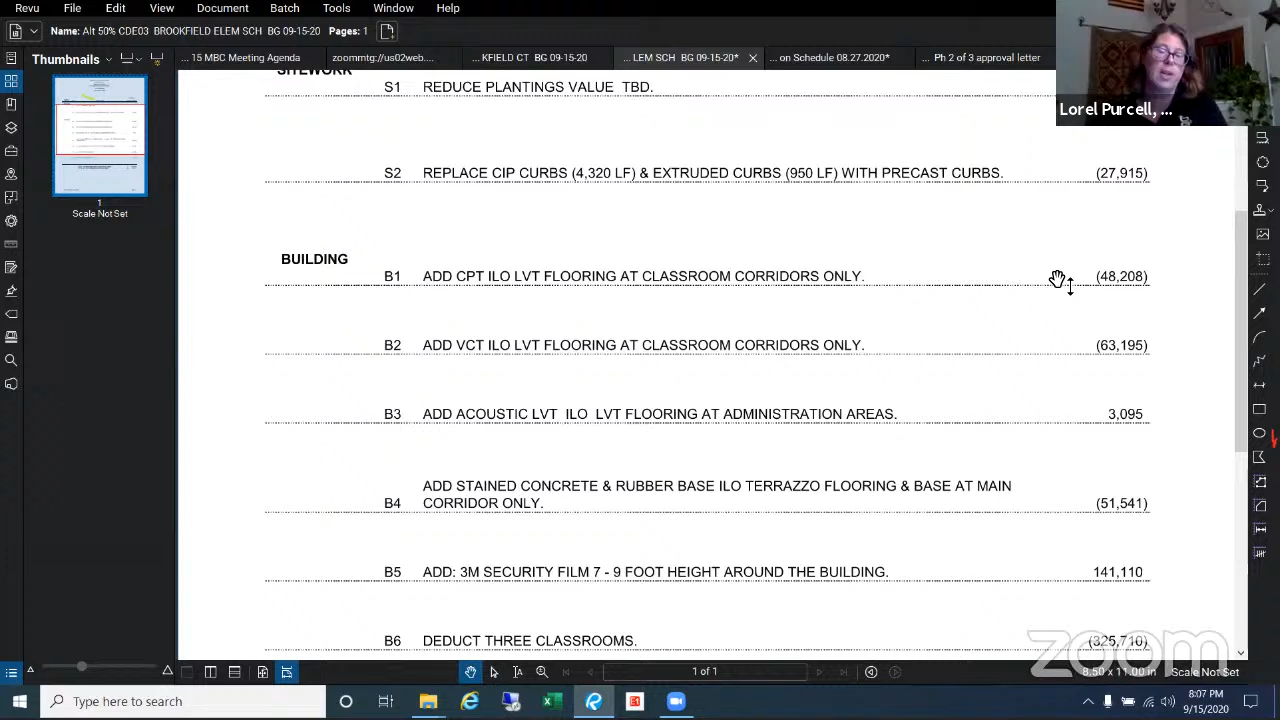 Revu File Edit View Document Batch Tools Window Help
Name: Alt 50% CDE03 BROOKFIELD ELEM SCH BG 09-15-20 Pages: 1
Thumbnails
15 MBC Meeting Agenda
zoommtg://us02web....
... KFIELD CT BG 09-15-20
... LEM SCH BG 09-15-20*
... on Schedule 08.27.2020*
Ph 2 of 3 approval letter
Lorel Purcell, ...
1
Scale Not Set
SITEWORK
S1 REDUCE PLANTINGS VALUE TBD.
S2 REPLACE CIP CURBS (4,320 LF) & EXTRUDED CURBS (950 LF) WITH PRECAST CURBS. (27,915)
BUILDING
B1 ADD CPT ILO LVT FLOORING AT CLASSROOM CORRIDORS ONLY. (48,208)
B2 ADD VCT ILO LVT FLOORING AT CLASSROOM CORRIDORS ONLY. (63,195)
B3 ADD ACOUSTIC LVT ILO LVT FLOORING AT ADMINISTRATION AREAS. 3,095
ADD STAINED CONCRETE & RUBBER BASE ILO TERRAZZO FLOORING & BASE AT MAIN
B4 CORRIDOR ONLY. (51,541)
B5 ADD: 3M SECURITY FILM 7 - 9 FOOT HEIGHT AROUND THE BUILDING. 141,110
B6 DEDUCT THREE CLASSROOMS. (325,710)
zoom
1 of 1
8.50 x 11.00 in Scale Not Set
Type here to search
8:07 PM
9/15/2020